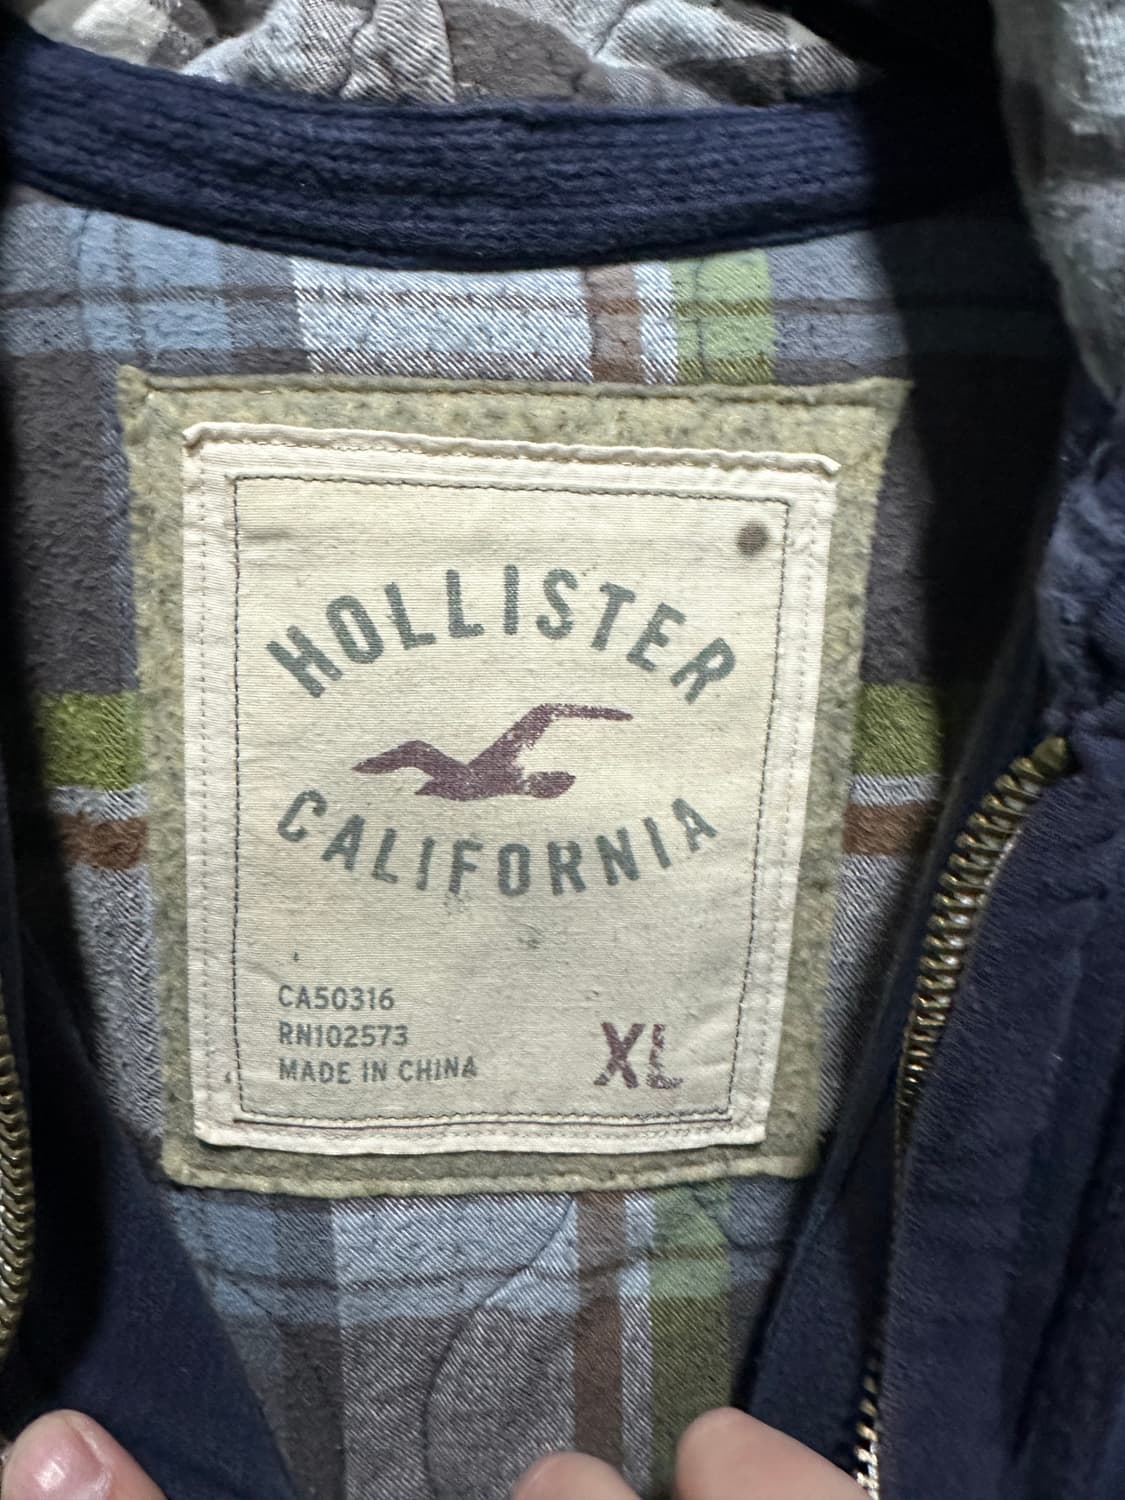 HOLLISTER
CALIFORNIA
CA50316
RN102573
MADE IN CHINA
XL